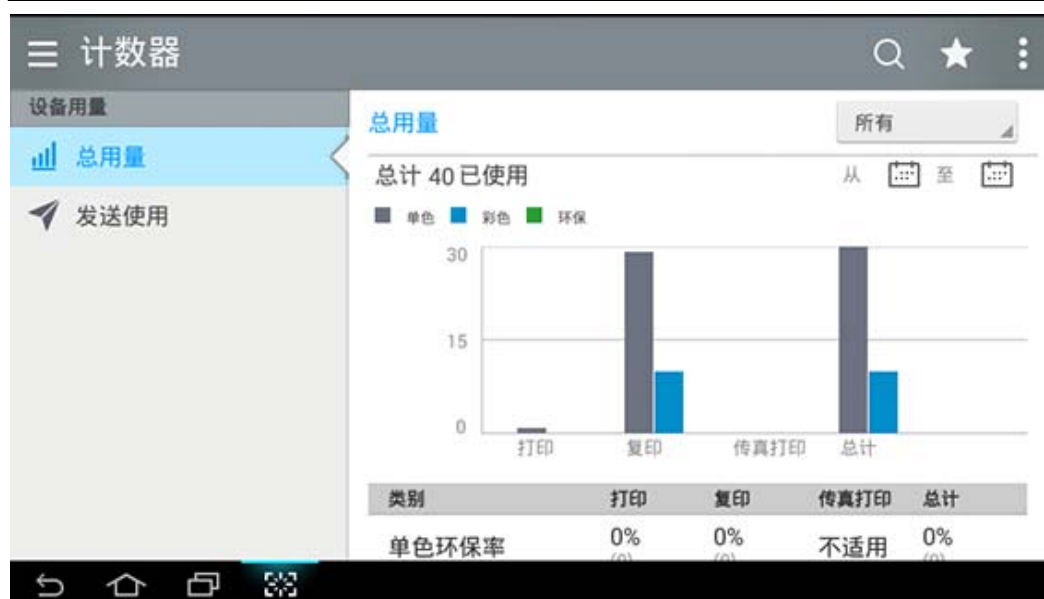 计数器
设备用量
总用量
发送使用
总用量
所有
总计 40 已使用
从 至
单色 彩色 环保
30
15
0
打印 复印 传真打印 总计
类别 打印 复印 传真打印 总计
单色环保率 0% 0% 不适用 0%
(0) (0) (0)